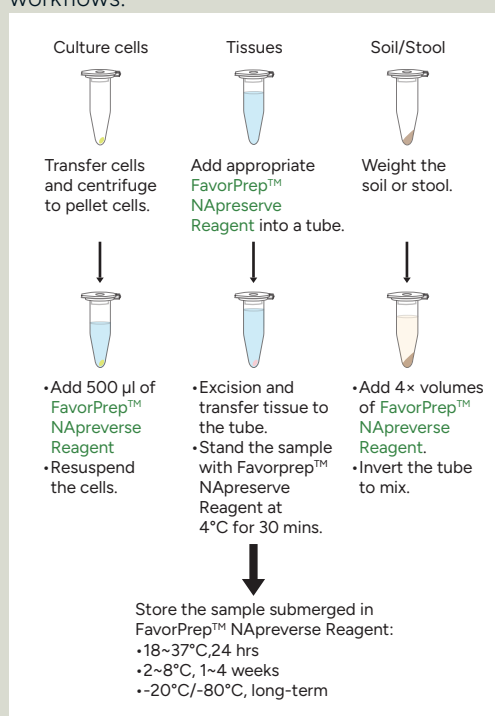 Culture cells
Transfer cells
and centrifuge
to pellet cells.
•Add 500 µl of
FavorPrep™
NApreverse
Reagent
•Resuspend
the cells.
Tissues
Add appropriate
FavorPrep™
NApreserve
Reagent into a tube.
•Excision and
transfer tissue to
the tube.
•Stand the sample
with Favorprep™
NApreserve
Reagent at
4°C for 30 mins.
Soil/Stool
Weight the
soil or stool.
•Add 4× volumes
of FavorPrep™
NApreverse
Reagent.
•Invert the tube
to mix.
Store the sample submerged in
FavorPrep™ NApreverse Reagent:
•18~37°C,24 hrs
•2~8°C, 1~4 weeks
•-20°C/-80°C, long-term